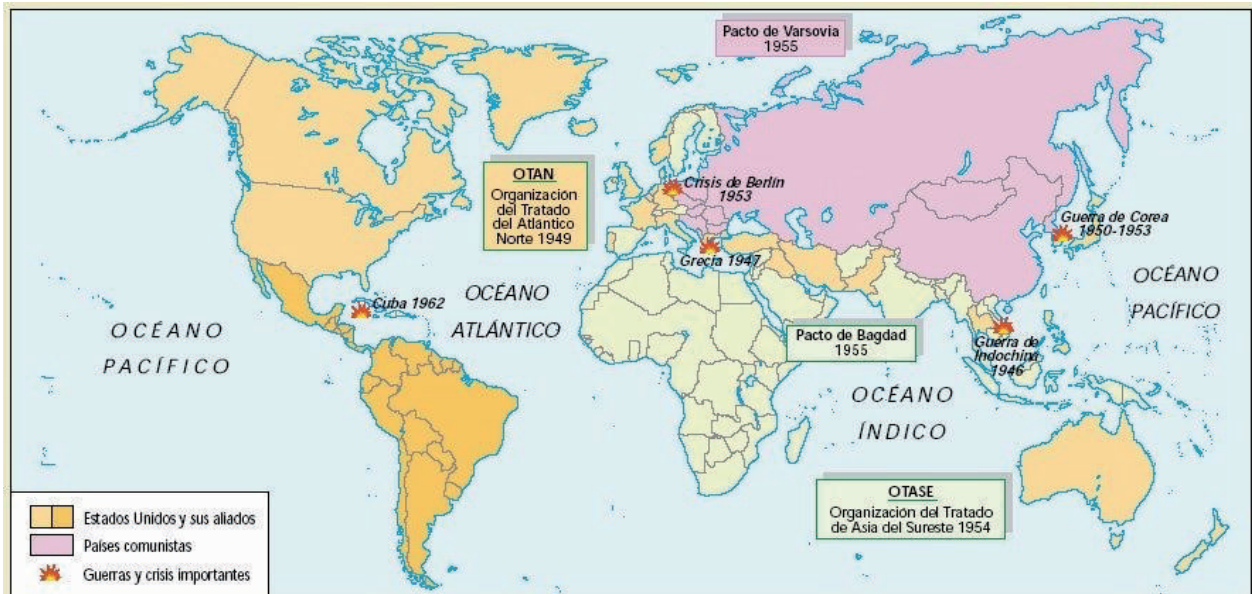 Pacto de Varsovia
1955
OTAN
Organización
del Tratado
del Atlántico
Norte 1949
Crisis de Berlín
1953
Guerra de Corea
1950-1953
Grecia 1947
Cuba 1962
OCÉANO
ATLÁNTICO
OCÉANO
PACÍFICO
OCÉANO
PACÍFICO
Pacto de Bagdad
1955
Guerra de
Indochina
1946
OCÉANO
ÍNDICO
OTASE
Organización del Tratado
de Asia del Sureste 1954
Estados Unidos y sus aliados
Países comunistas
Guerras y crisis importantes